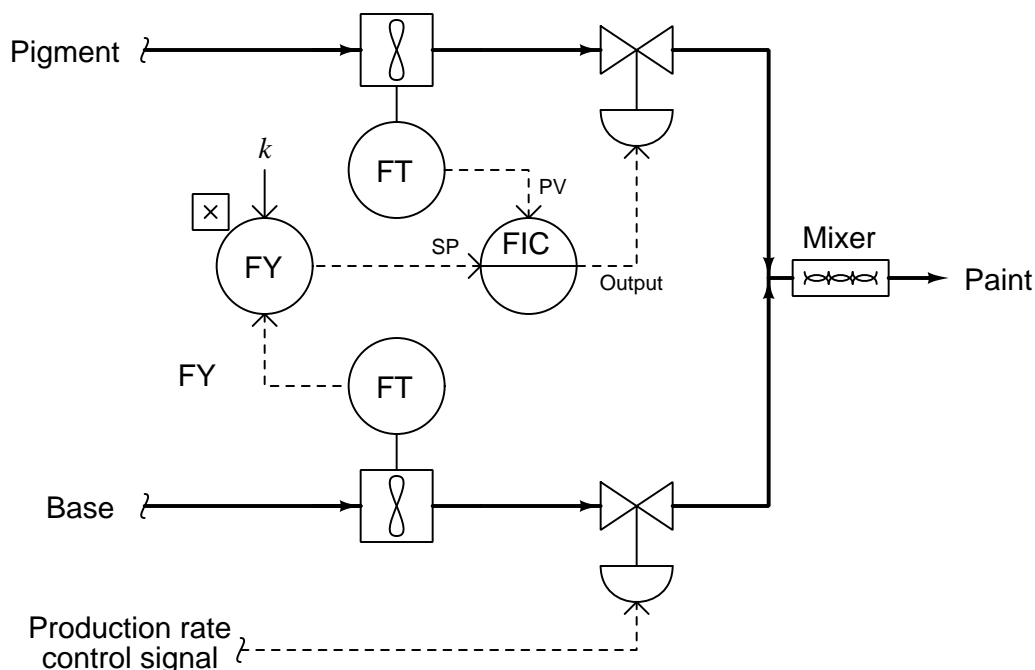 Pigment
FT
k
×
PV
FY
SP
FIC
Output
Mixer
Paint
FY
FT
Base
Production rate
control signal